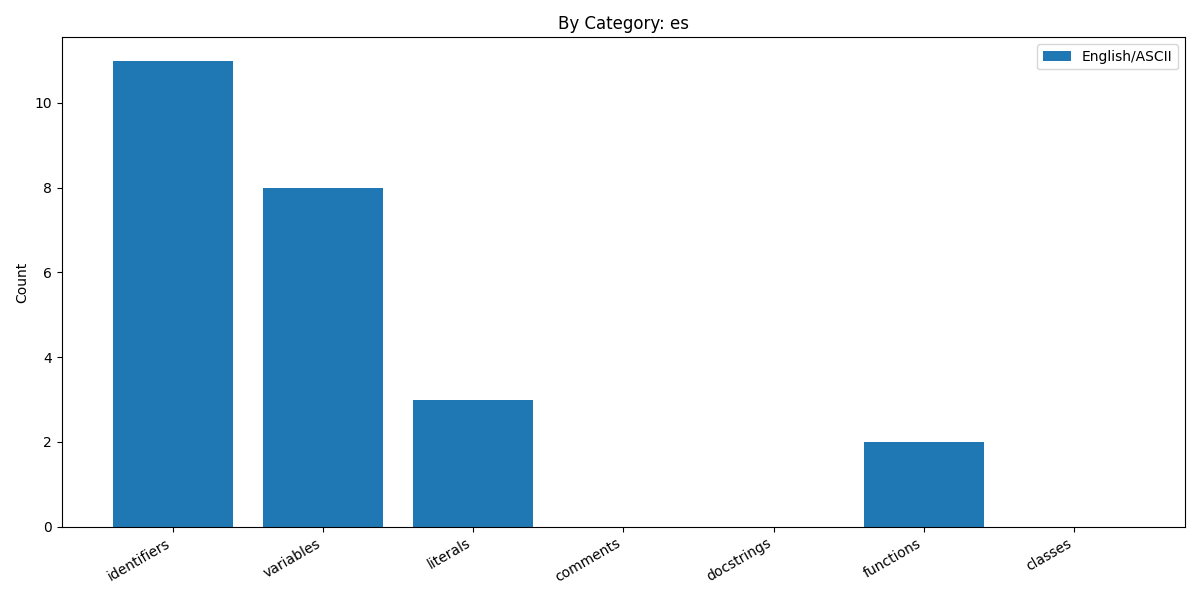 By Category: es
English/ASCII
Count
10
8
6
4
2
0
identifiers
variables
literals
comments
docstrings
functions
classes